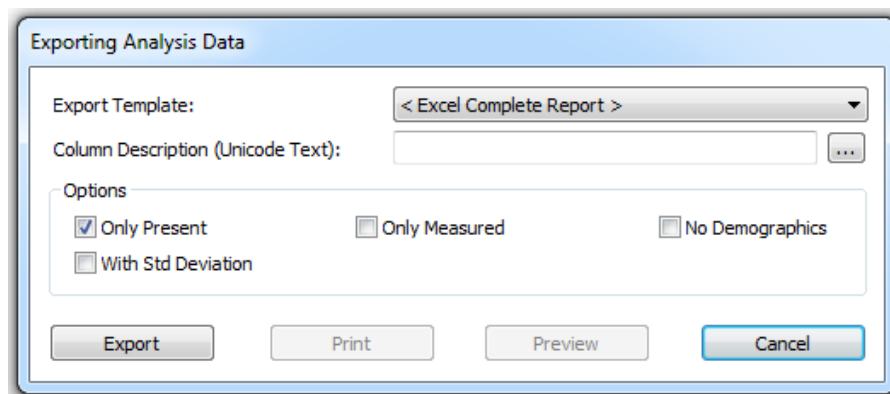 Exporting Analysis Data
Export Template: < Excel Complete Report >
Column Description (Unicode Text): ...
Options
Only Present Only Measured No Demographics
With Std Deviation
Export Print Preview Cancel